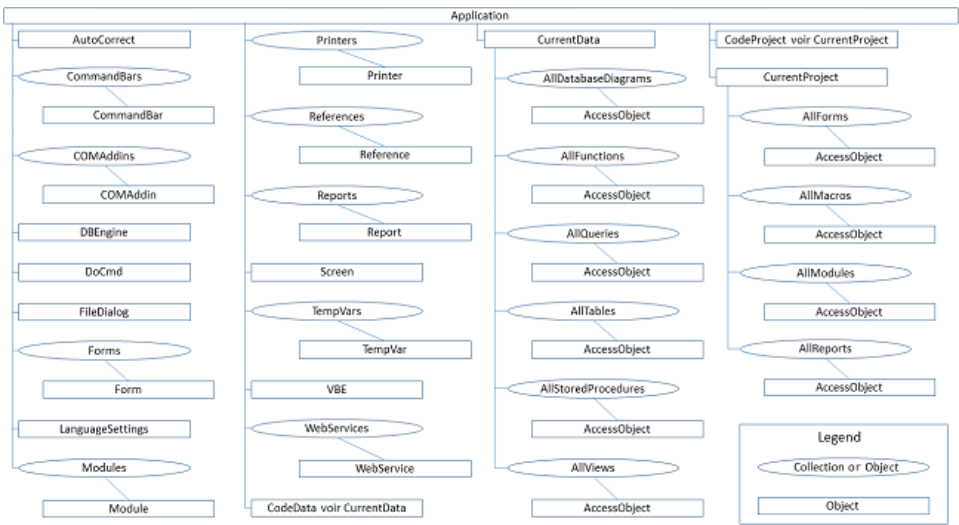 Application
AutoCorrect
CommandBars
CommandBar
COMAddins
COMAddin
DBEngine
DoCmd
FileDialog
Forms
Form
LanguageSettings
Modules
Module
Printers
Printer
References
Reference
Reports
Report
Screen
TempVars
TempVar
VBE
WebServices
WebService
CodeData voir CurrentData
CurrentData
AllDatabaseDiagrams
AccessObject
AllFunctions
AccessObject
AllQueries
AccessObject
AllTables
AccessObject
AllStoredProcedures
AccessObject
AllViews
AccessObject
CodeProject voir CurrentProject
CurrentProject
AllForms
AccessObject
AllMacros
AccessObject
AllModules
AccessObject
AllReports
AccessObject
Legend
Collection or Object
Object